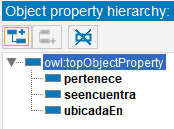 Object property hierarchy:
owl:topObjectProperty
pertenece
seencuentra
ubicadaEn